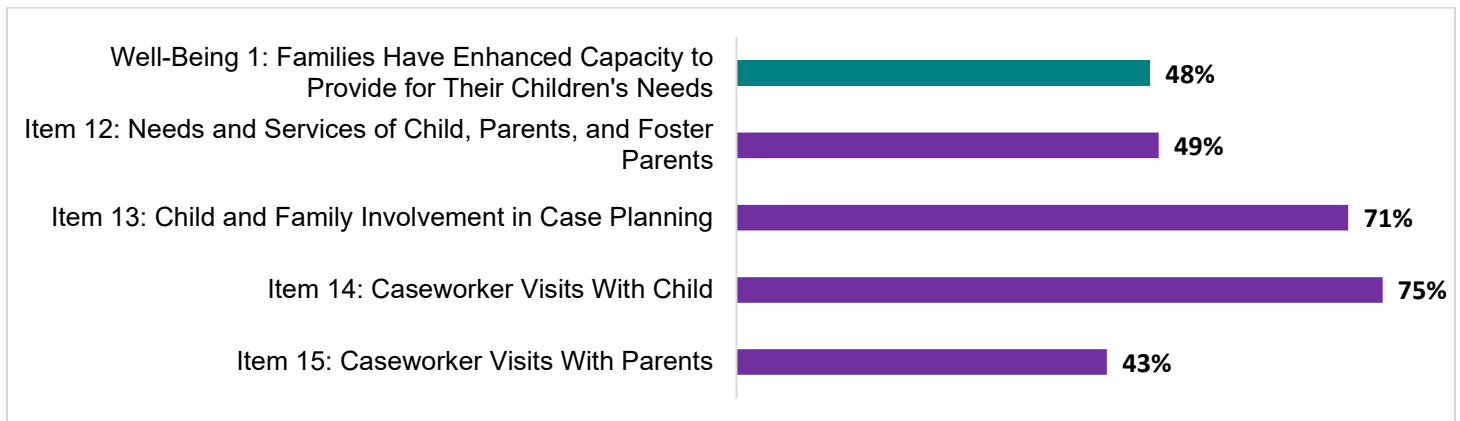 Well-Being 1: Families Have Enhanced Capacity to
Provide for Their Children's Needs
48%
Item 12: Needs and Services of Child, Parents, and Foster
Parents
49%
Item 13: Child and Family Involvement in Case Planning
71%
Item 14: Caseworker Visits With Child
75%
Item 15: Caseworker Visits With Parents
43%